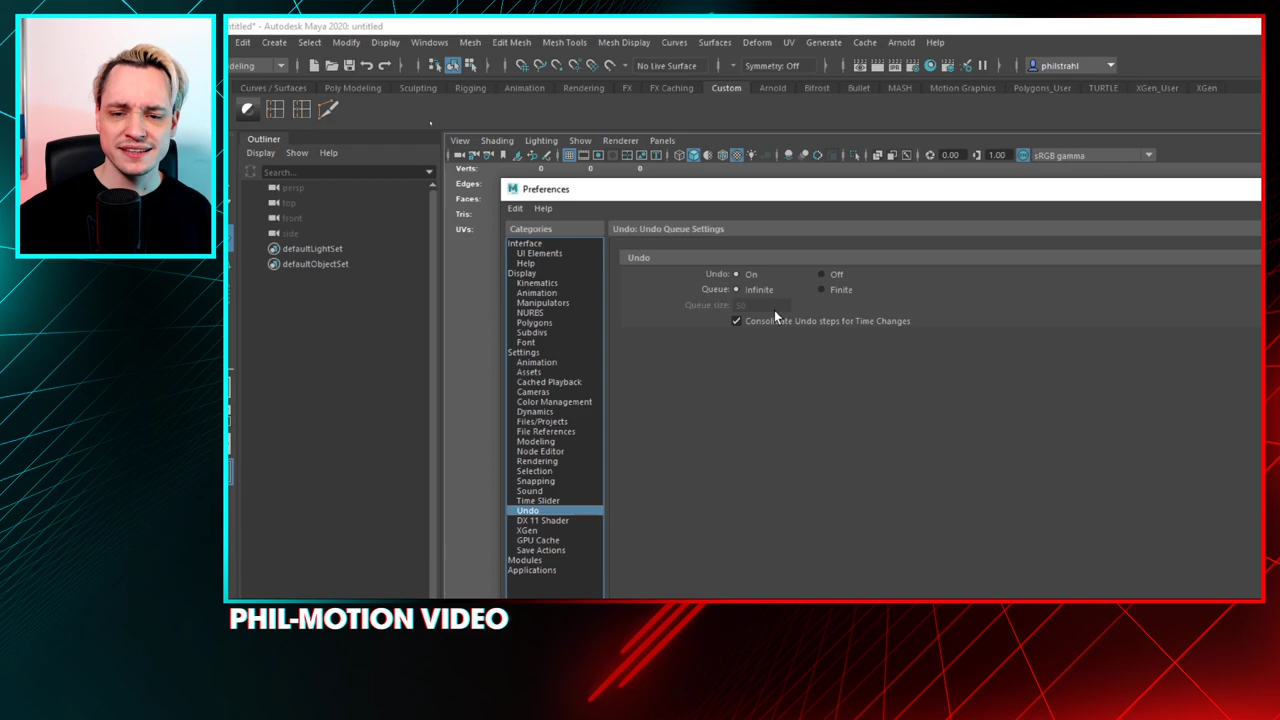 ntitled* - Autodesk Maya 2020: untitled
Edit Create Select Modify Display Windows Mesh Edit Mesh Mesh Tools Mesh Display Curves Surfaces Deform UV Generate Cache Arnold Help
deling No Live Surface Symmetry: Off philstrahl
Curves / Surfaces Poly Modeling Sculpting Rigging Animation Rendering FX FX Caching Custom Arnold Bifrost Bullet MASH Motion Graphics Polygons_User TURTLE XGen_User XGen
Outliner
Display Show Help
Search...
persp
top
front
side
defaultLightSet
defaultObjectSet
View Shading Lighting Show Renderer Panels
0.00 1.00 sRGB gamma
Verts: 0 0 0
Edges:
Faces:
Tris:
UVs:
Preferences
Edit Help
Categories
Interface
UI Elements
Help
Display
Kinematics
Animation
Manipulators
NURBS
Polygons
Subdivs
Font
Settings
Animation
Assets
Cached Playback
Cameras
Color Management
Dynamics
Files/Projects
File References
Modeling
Node Editor
Rendering
Selection
Snapping
Sound
Time Slider
Undo
DX 11 Shader
XGen
GPU Cache
Save Actions
Modules
Applications
Undo: Undo Queue Settings
Undo
Undo: On Off
Queue: Infinite Finite
Queue size: 50
Consolidate Undo steps for Time Changes
PHIL-MOTION VIDEO